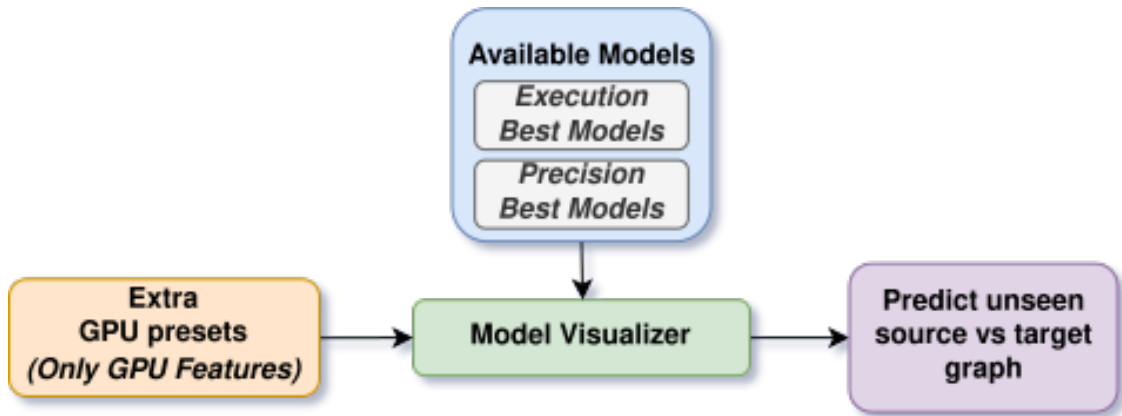 Available Models
Execution
Best Models
Precision
Best Models
Extra
GPU presets
(Only GPU Features)
Model Visualizer
Predict unseen
source vs target
graph